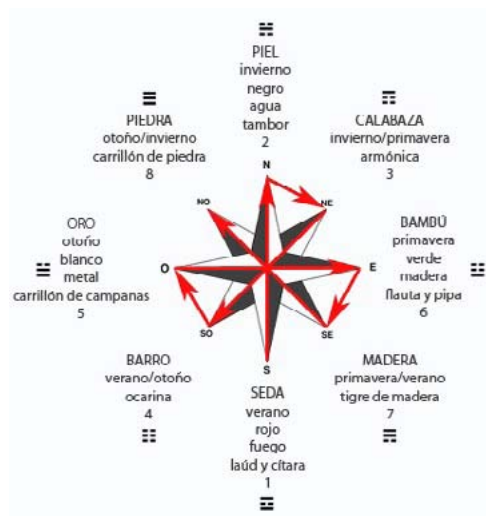 PIEL
invierno
negro
agua
tambor
2
PIEDRA
otoño/invierno
carrillón de piedra
8
CALABAZA
invierno/primavera
armónica
3
N
NO
NE
ORO
otoño
blanco
metal
carrillón de campanas
5
O
E
BAMBÚ
primavera
verde
madera
flauta y pipa
6
SO
SE
S
BARRO
verano/otoño
ocarina
4
SEDA
verano
rojo
fuego
laúd y cítara
1
MADERA
primavera/verano
tigre de madera
7